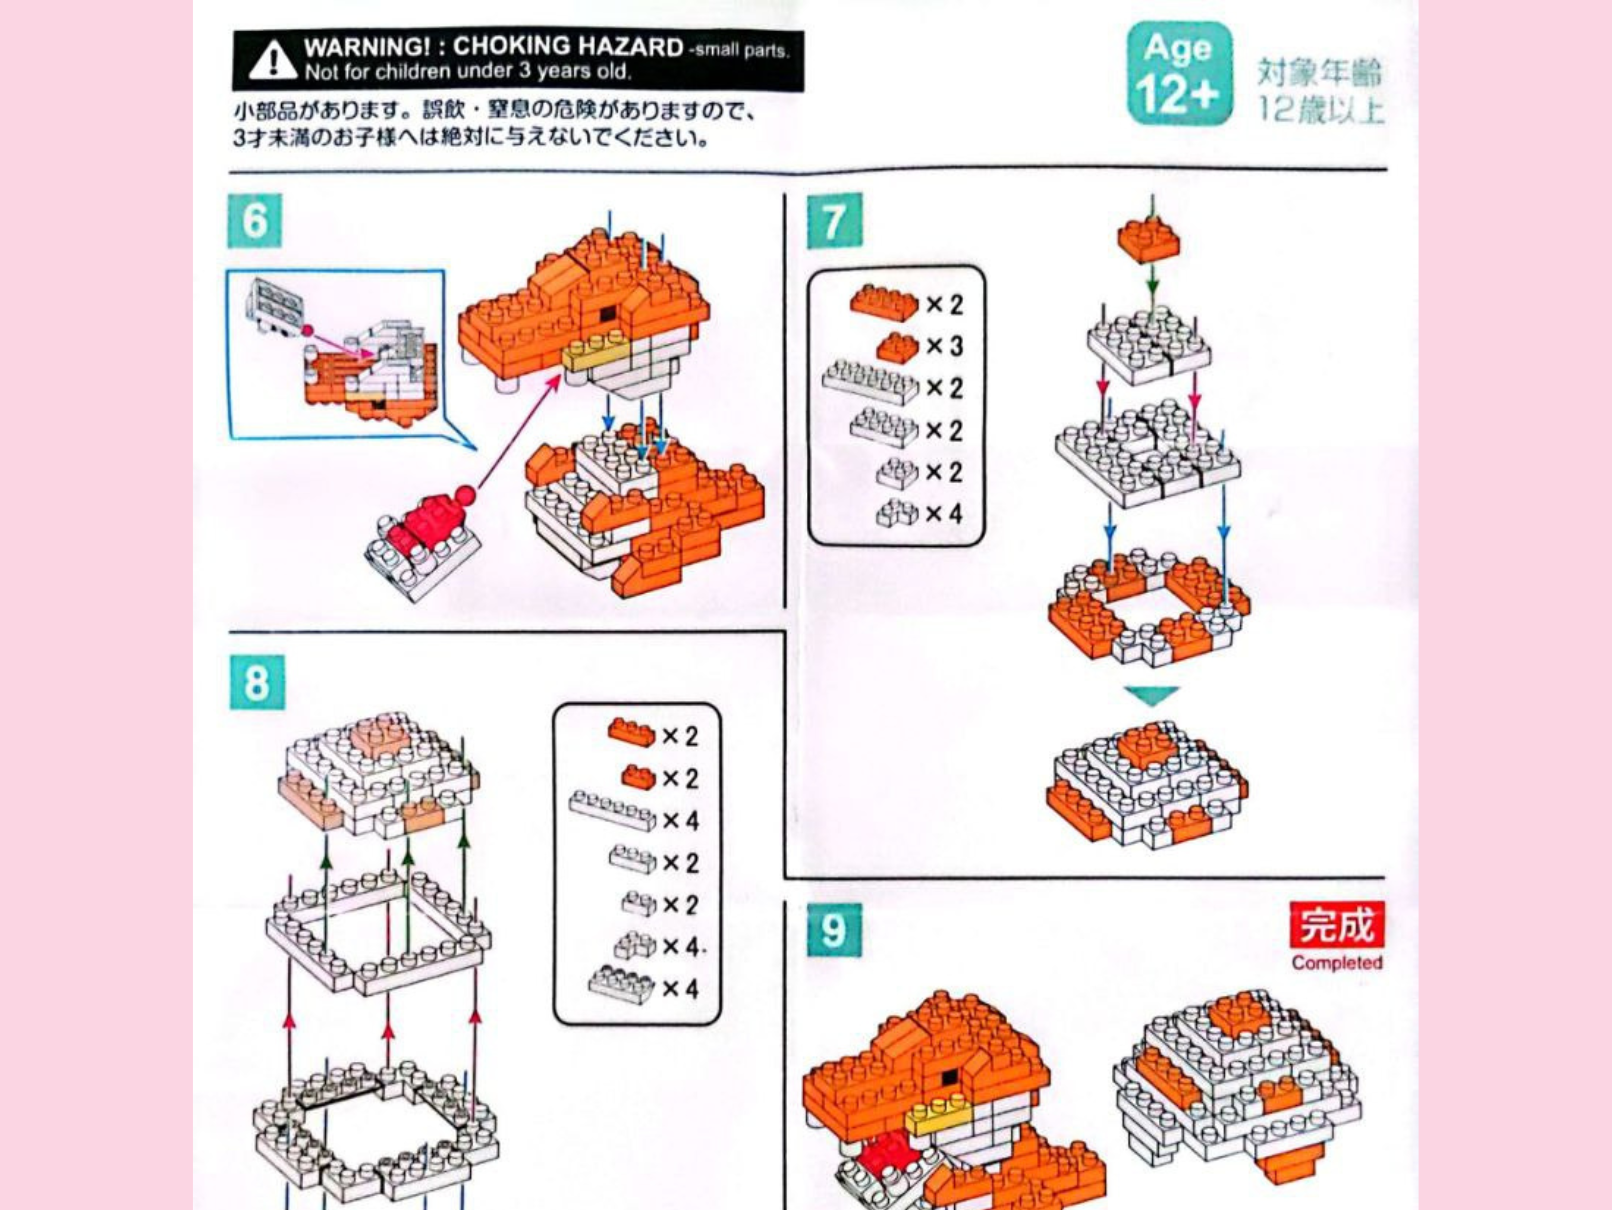 WARNING! : CHOKING HAZARD -small parts.
Not for children under 3 years old.
小部品があります。誤飲・窒息の危険がありますので、
3才未満のお子様へは絶対に与えないでください。
Age
12+
対象年齢
12歳以上
6
7
×2
×3
×2
×2
×2
×4
8
×2
×2
×4
×2
×2
×4
×4
9
完成
Completed